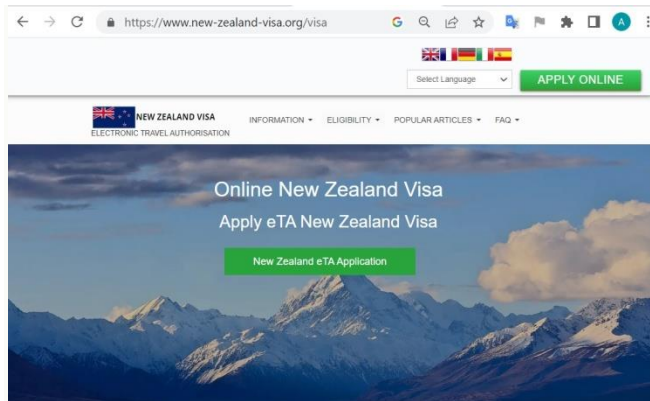 https://www.new-zealand-visa.org/visa
A
Select Language
APPLY ONLINE
NEW ZEALAND VISA
ELECTRONIC TRAVEL AUTHORISATION
INFORMATION
ELIGIBILITY
POPULAR ARTICLES
FAQ
Online New Zealand Visa
Apply eTA New Zealand Visa
New Zealand eTA Application